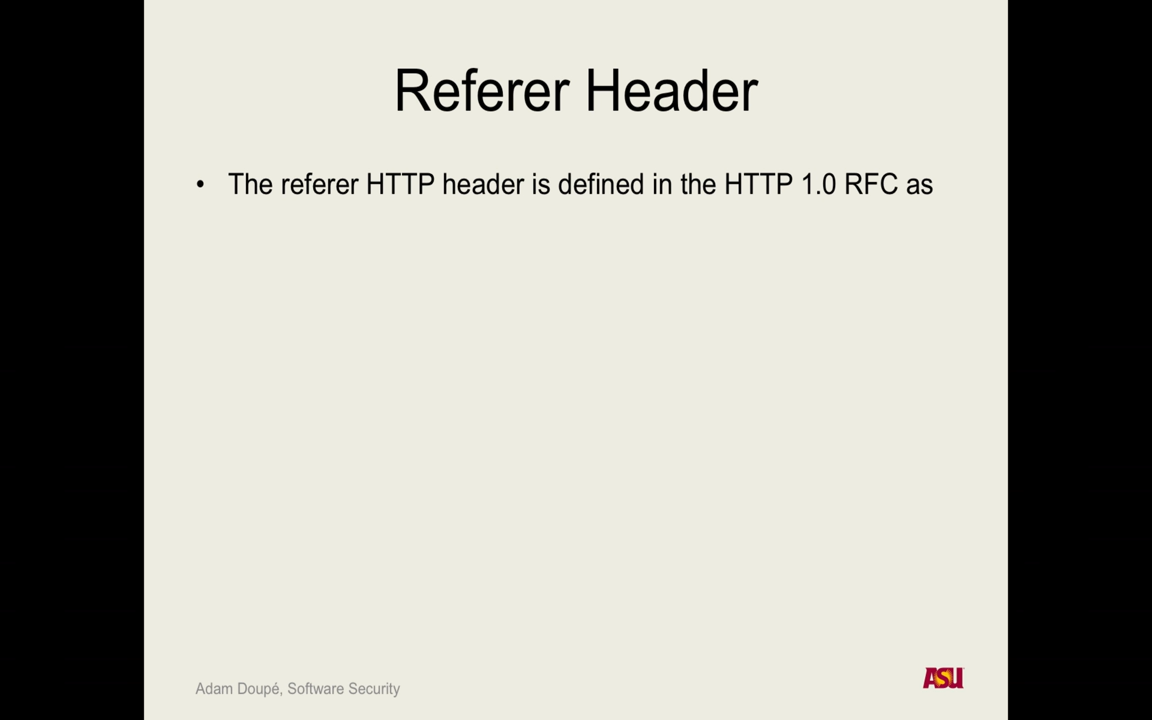 Referer Header
• The referer HTTP header is defined in the HTTP 1.0 RFC as
Adam Doupé, Software Security
ASU